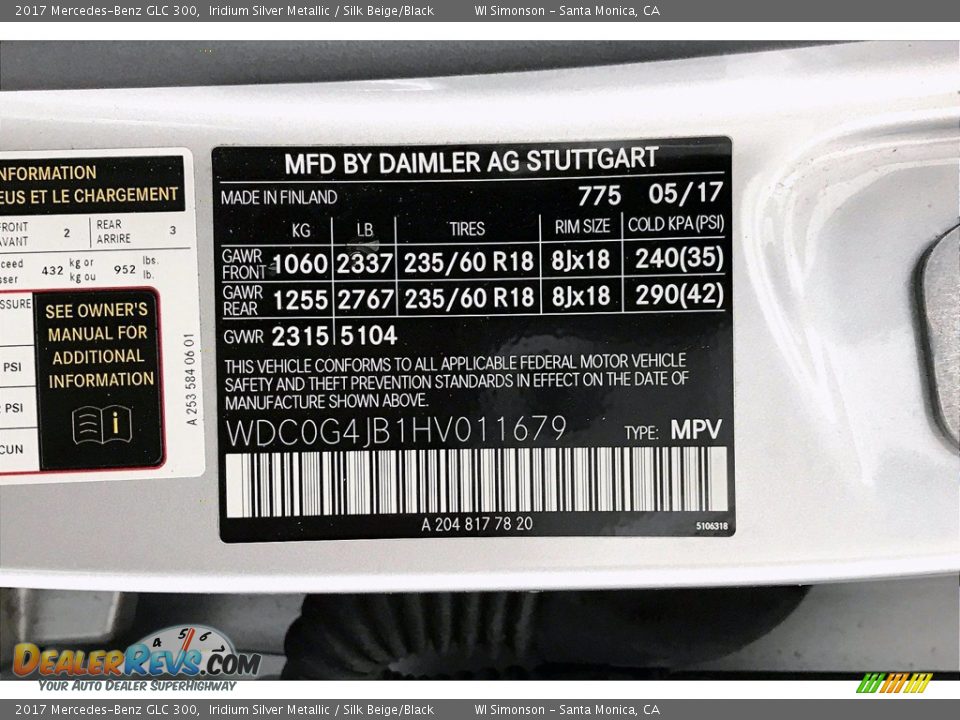 2017 Mercedes-Benz GLC 300, Iridium Silver Metallic / Silk Beige/Black WI Simonson - Santa Monica, CA
MFD BY DAIMLER AG STUTTGART
MADE IN FINLAND 775 05/17
KG LB TIRES RIM SIZE COLD KPA (PSI)
GAWR FRONT 1060 2337 235/60 R18 8Jx18 240(35)
GAWR REAR 1255 2767 235/60 R18 8Jx18 290(42)
GVWR 2315 5104
THIS VEHICLE CONFORMS TO ALL APPLICABLE FEDERAL MOTOR VEHICLE
SAFETY AND THEFT PREVENTION STANDARDS IN EFFECT ON THE DATE OF
MANUFACTURE SHOWN ABOVE.
WDC0G4JB1HV011679 TYPE: MPV
A 204 817 78 20 5106318
NFORMATION
EUS ET LE CHARGEMENT
FRONT 2 REAR 3
AVANT ARRIERE
432 kg or 952 lbs.
kg ou lb.
SSURE
PSI
PSI
CUN
SEE OWNER'S
MANUAL FOR
ADDITIONAL
INFORMATION
i
A 253 584 06 01
4 5 6
DEALERREVS.COM
YOUR AUTO DEALER SUPERHIGHWAY
2017 Mercedes-Benz GLC 300, Iridium Silver Metallic / Silk Beige/Black WI Simonson - Santa Monica, CA